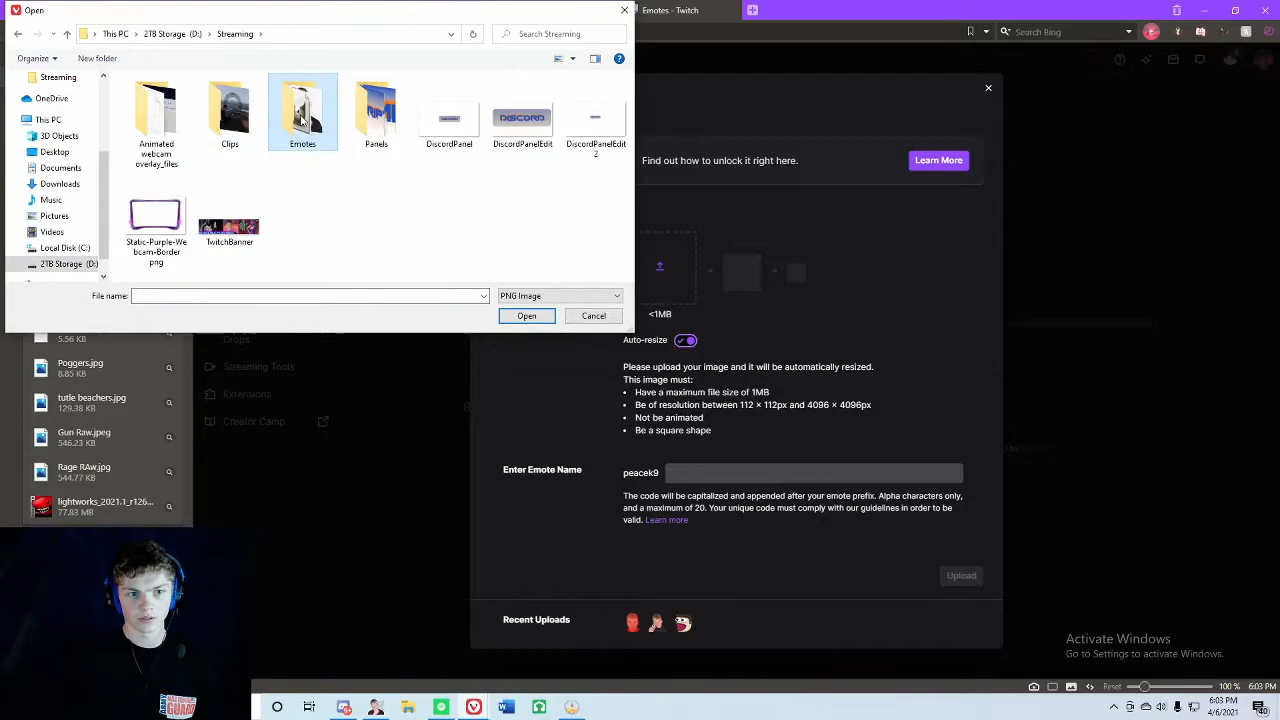 Open
Emotes - Twitch
This PC
2TB Storage (D:)
Streaming
Search Streaming
Search Bing
Organize
New folder
Streaming
OneDrive
This PC
3D Objects
Desktop
Documents
Downloads
Music
Pictures
Videos
Local Disk (C:)
2TB Storage (D:)
Animated
webcam
overlay_files
Clips
Emotes
Panels
DiscordPanel
DISCORD
DiscordPanelEdit
DiscordPanelEdit
2
Static-Purple-We
bcam-Border
png
TwitchBanner
File name:
PNG Image
Open
Cancel
Find out how to unlock it right here.
Learn More
<1MB
Auto-resize
Please upload your image and it will be automatically resized.
This image must:
• Have a maximum file size of 1MB
• Be of resolution between 112 × 112px and 4096 × 4096px
• Not be animated
• Be a square shape
Enter Emote Name
peacek9
The code will be capitalized and appended after your emote prefix. Alpha characters only,
and a maximum of 20. Your unique code must comply with our guidelines in order to be
valid. Learn more
Upload
Recent Uploads
5.56 KB
Poggers.jpg
8.85 KB
tutle beachers.jpg
129.38 KB
Gun Raw.jpeg
546.23 KB
Rage RAw.jpg
544.77 KB
lightworks_2021.1_r126...
77.83 MB
Drops
Streaming Tools
Extensions
Creator Camp
GUARD
Activate Windows
Go to Settings to activate Windows.
Reset
100 %
6:03 PM
6:03 PM
4/6/2021